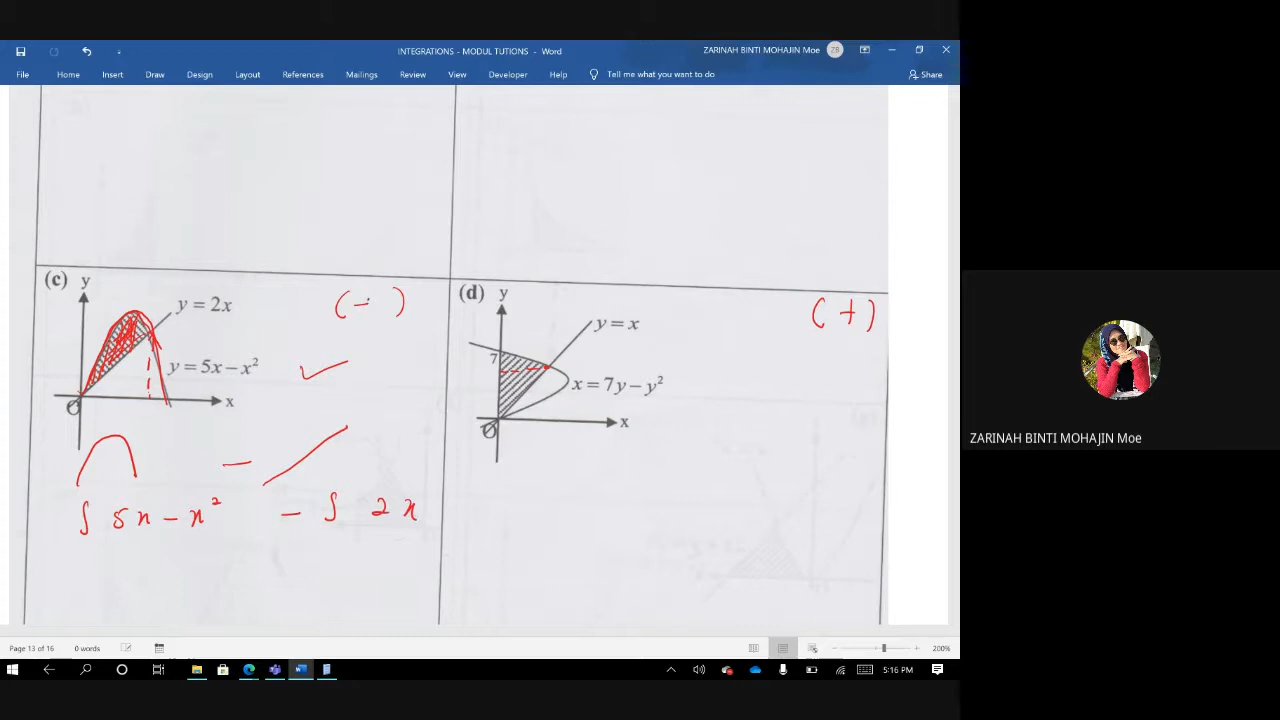 INTEGRATIONS - MODUL TUTIONS - Word
ZARINAH BINTI MOHAJIN Moe ZB
File Home Insert Draw Design Layout References Mailings Review View Developer Help Tell me what you want to do Share
(c) y
y = 2x
(-)
y = 5x - x²
x
O
∫ 5x - x² - ∫ 2x
(d) y
y = x
(+)
7
x = 7y - y²
x
O
ZARINAH BINTI MOHAJIN Moe
Page 13 of 16 0 words 200%
5:16 PM